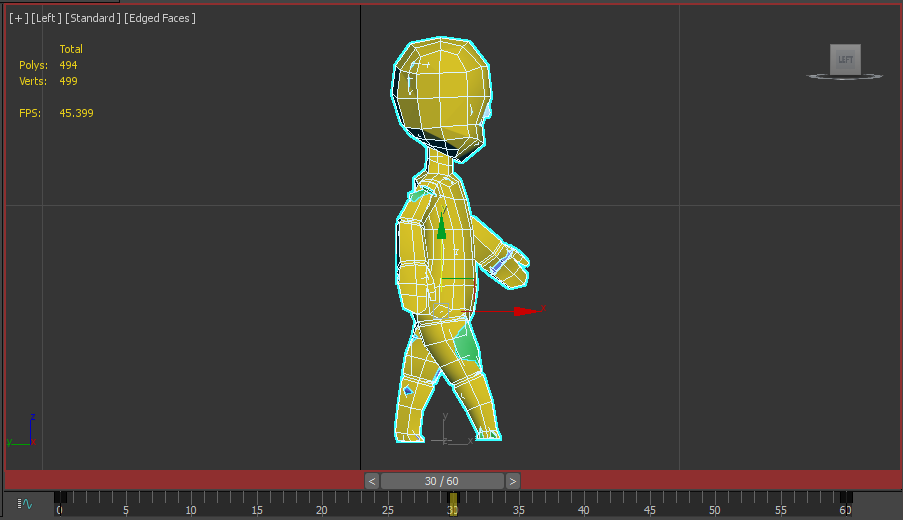 [+] [Left] [Standard] [Edged Faces]
Total
Polys: 494
Verts: 499
FPS: 45.399
LEFT
y
x
z
y
y
z
x
< 30 / 60 >
0 5 10 15 20 25 30 35 40 45 50 55 60